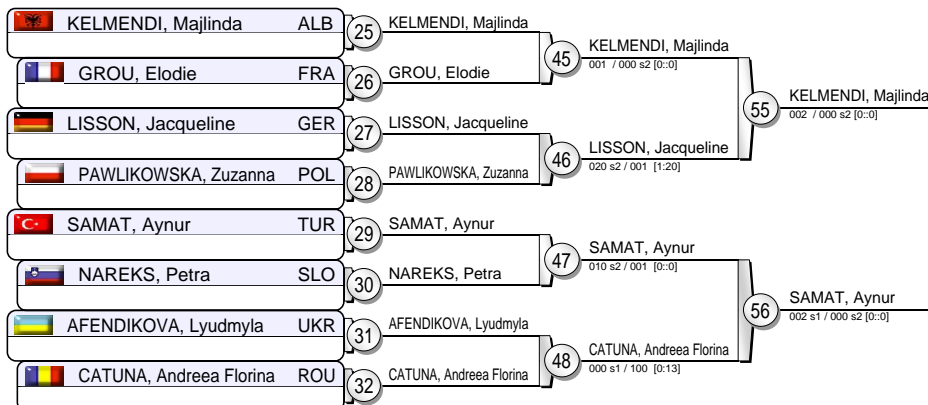 KELMENDI, Majlinda ALB
25
KELMENDI, Majlinda
GROU, Elodie FRA
26
GROU, Elodie
45
KELMENDI, Majlinda
001 / 000 s2 [0::0]
LISSON, Jacqueline GER
27
LISSON, Jacqueline
PAWLIKOWSKA, Zuzanna POL
28
PAWLIKOWSKA, Zuzanna
46
LISSON, Jacqueline
020 s2 / 001 [1:20]
55
KELMENDI, Majlinda
002 / 000 s2 [0::0]
SAMAT, Aynur TUR
29
SAMAT, Aynur
NAREKS, Petra SLO
30
NAREKS, Petra
47
SAMAT, Aynur
010 s2 / 001 [0::0]
AFENDIKOVA, Lyudmyla UKR
31
AFENDIKOVA, Lyudmyla
CATUNA, Andreea Florina ROU
32
CATUNA, Andreea Florina
48
CATUNA, Andreea Florina
000 s1 / 100 [0:13]
56
SAMAT, Aynur
002 s1 / 000 s2 [0::0]